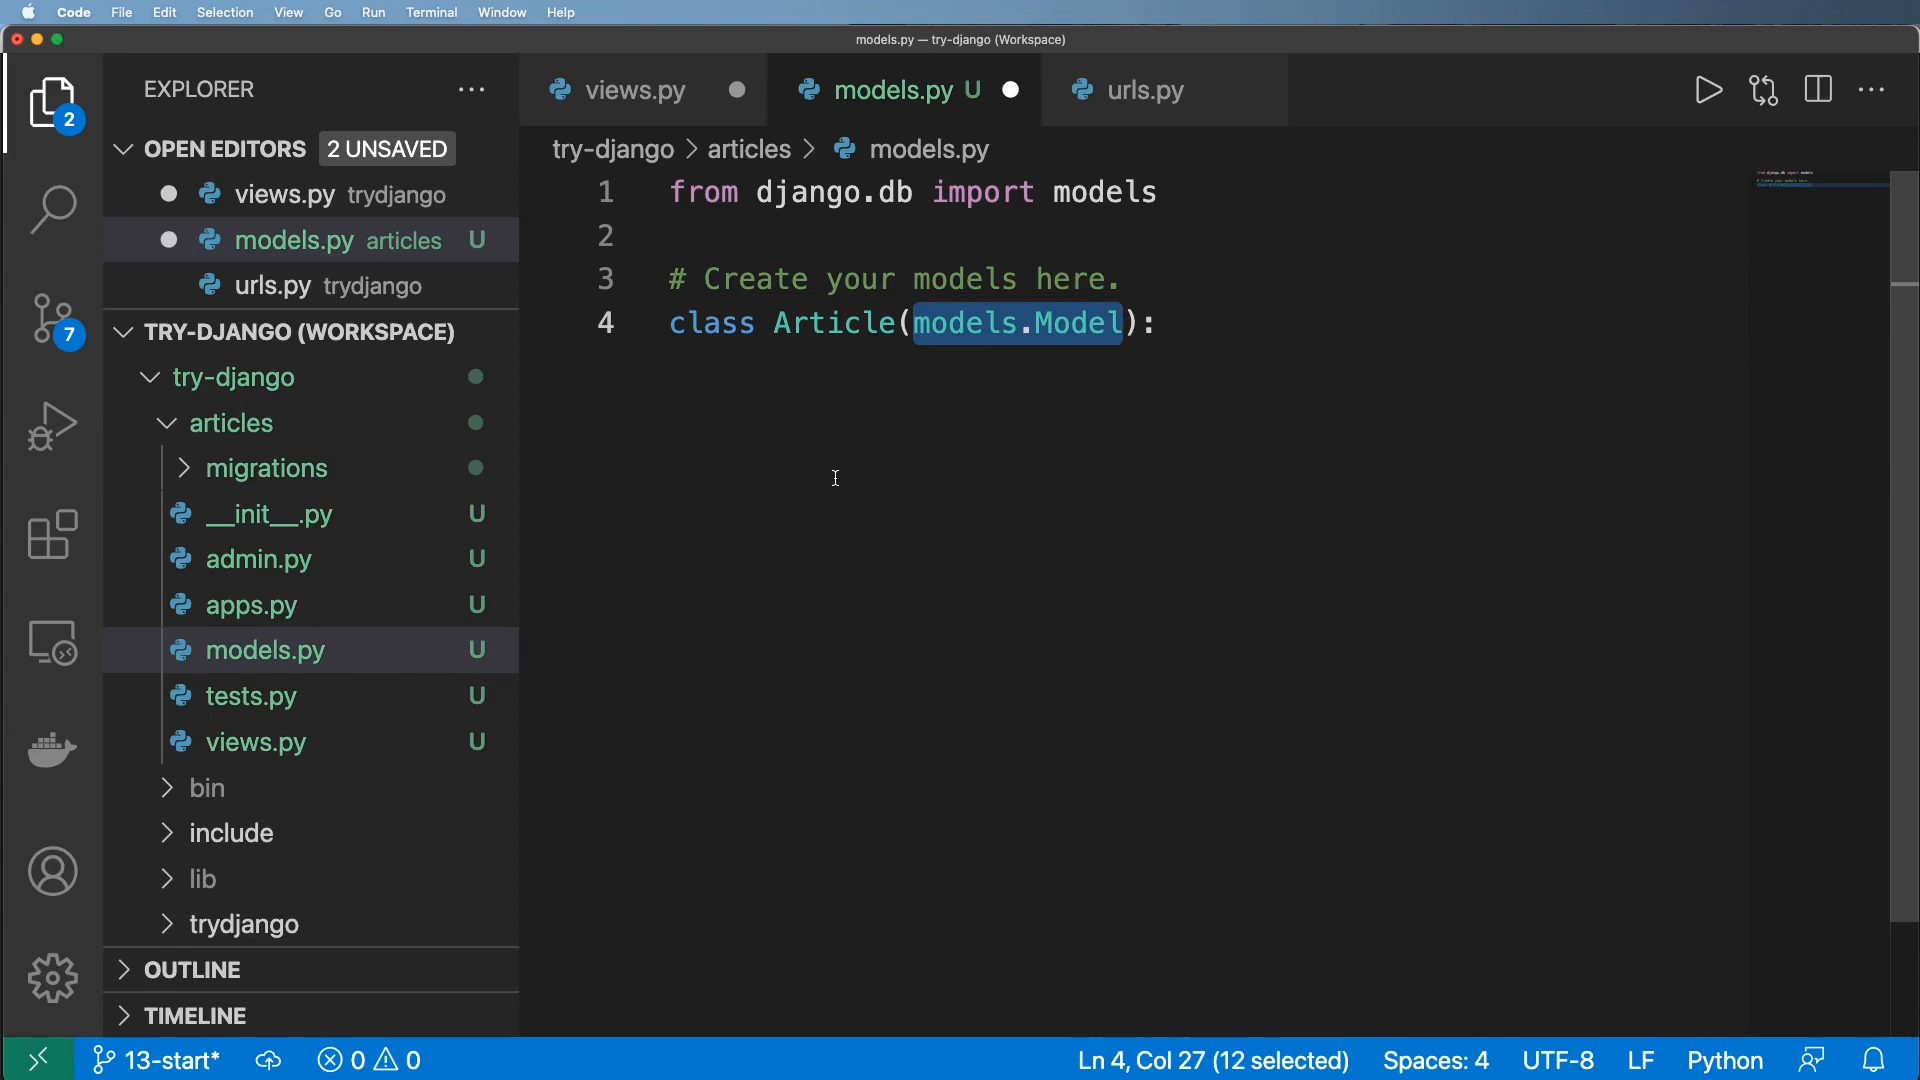 Code File Edit Selection View Go Run Terminal Window Help
models.py — try-django (Workspace)
EXPLORER
2
OPEN EDITORS 2 UNSAVED
views.py trydjango
models.py articles U
urls.py trydjango
7
TRY-DJANGO (WORKSPACE)
try-django
articles
migrations
__init__.py U
admin.py U
apps.py U
models.py U
tests.py U
views.py U
bin
include
lib
trydjango
OUTLINE
TIMELINE
views.py models.py U urls.py
try-django > articles > models.py
1 from django.db import models
2
3 # Create your models here.
4 class Article(models.Model):
13-start* 0 0 Ln 4, Col 27 (12 selected) Spaces: 4 UTF-8 LF Python